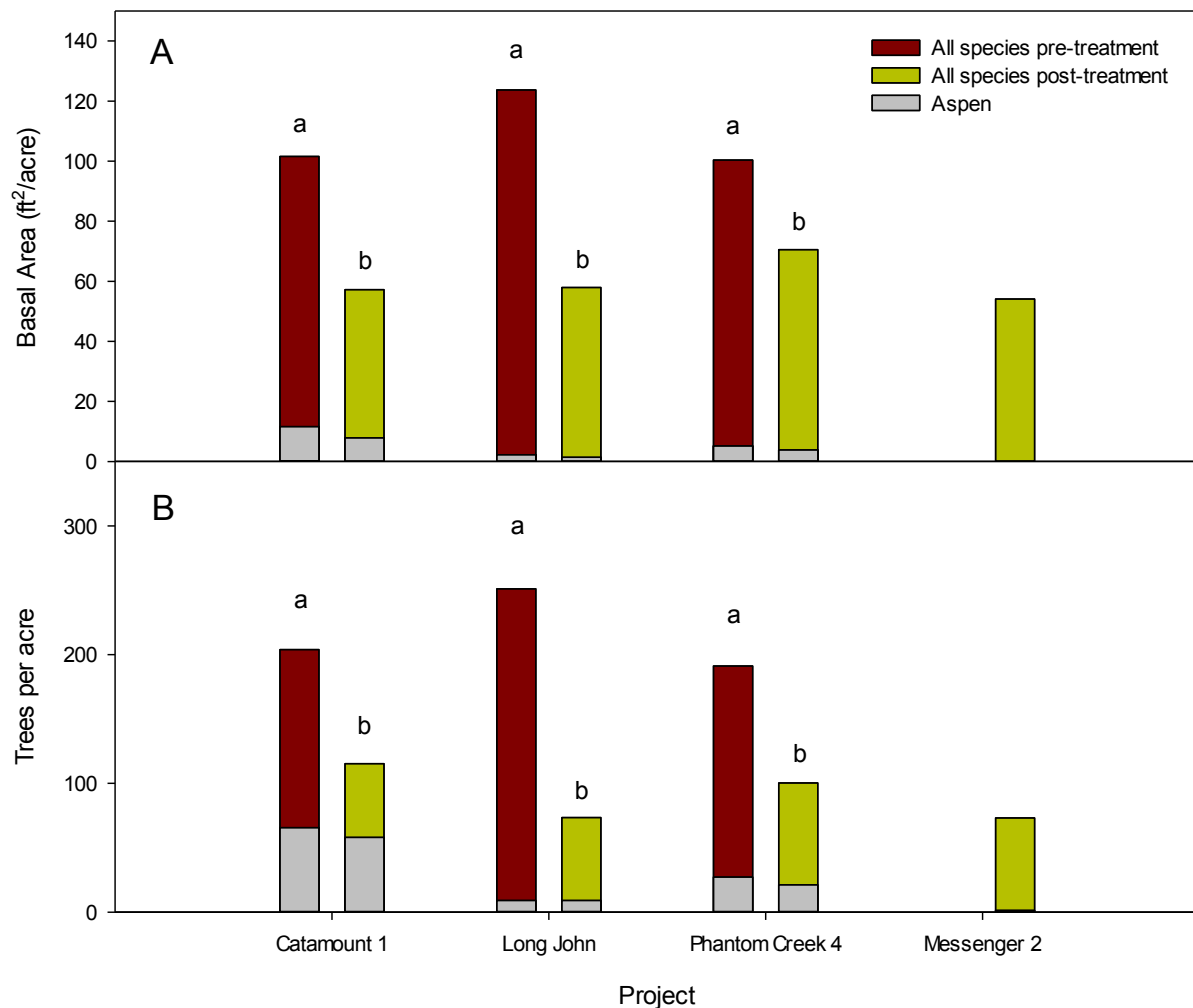 A
All species pre-treatment
All species post-treatment
Aspen
Basal Area (ft²/acre)
140
120
100
80
60
40
20
0
a
b
a
b
a
b
B
Trees per acre
300
200
100
0
a
b
a
b
a
b
Catamount 1
Long John
Phantom Creek 4
Messenger 2
Project